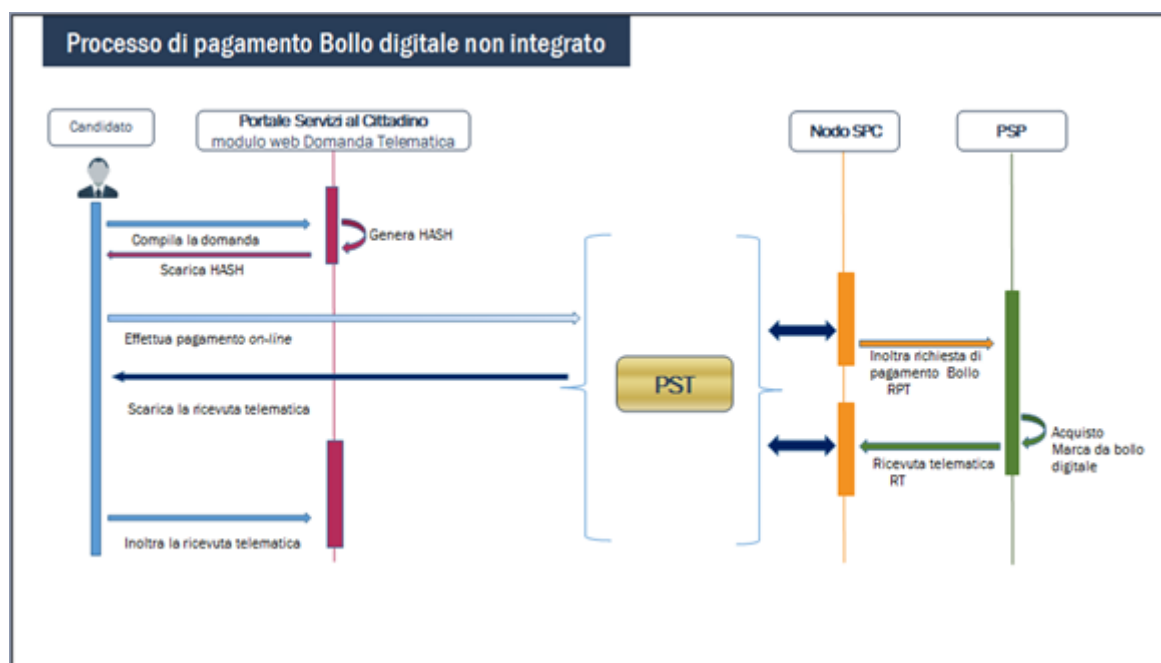 Processo di pagamento Bollo digitale non integrato
Candidato
Portale Servizi al Cittadino
modulo web Domanda Telematica
Nodo SPC
PSP
Compila la domanda
Genera HASH
Scarica HASH
Effettua pagamento on-line
Inoltra richiesta di
pagamento Bollo
RPT
PST
Scarica la ricevuta telematica
Acquisto
Marca da bollo
digitale
Ricevuta telematica
RT
Inoltra la ricevuta telematica